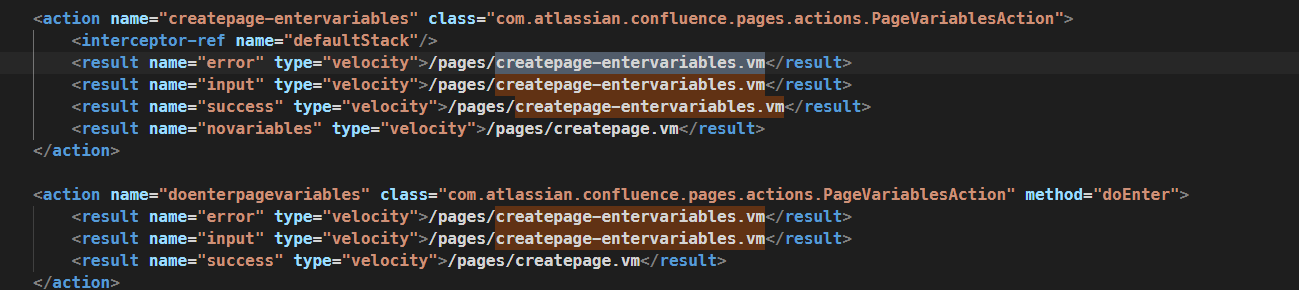 <action name="createpage-entervariables" class="com.atlassian.confluence.pages.actions.PageVariablesAction">
<interceptor-ref name="defaultStack"/>
<result name="error" type="velocity">/pages/createpage-entervariables.vm</result>
<result name="input" type="velocity">/pages/createpage-entervariables.vm</result>
<result name="success" type="velocity">/pages/createpage-entervariables.vm</result>
<result name="novariables" type="velocity">/pages/createpage.vm</result>
</action>
<action name="doenterpagevariables" class="com.atlassian.confluence.pages.actions.PageVariablesAction" method="doEnter">
<result name="error" type="velocity">/pages/createpage-entervariables.vm</result>
<result name="input" type="velocity">/pages/createpage-entervariables.vm</result>
<result name="success" type="velocity">/pages/createpage.vm</result>
</action>